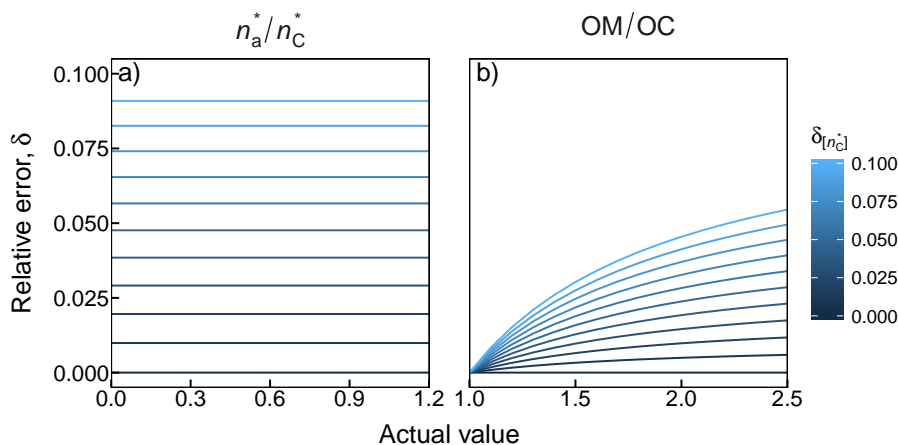 n*a/n*C
OM/OC
a)
b)
Relative error, δ
0.100
0.075
0.050
0.025
0.000
0.0 0.3 0.6 0.9 1.2
1.0 1.5 2.0 2.5
Actual value
δ[n*C]
0.100
0.075
0.050
0.025
0.000